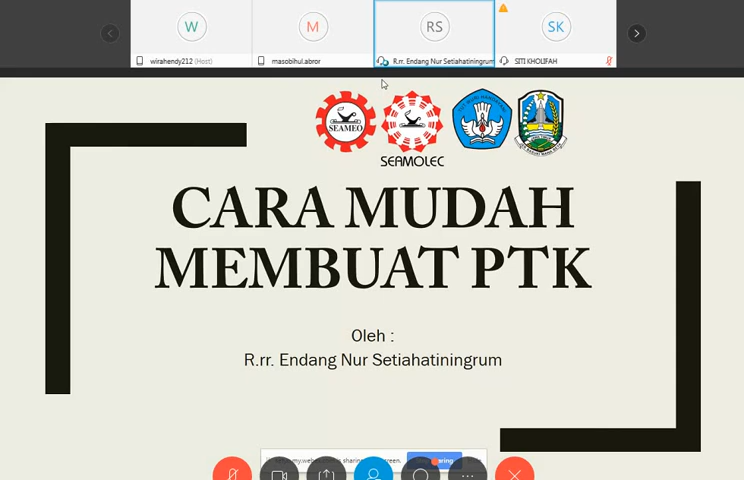 W
M
RS
SK
wirahendy212 (Host)
masobihul.abror
R.rr. Endang Nur Setiahatiningrum
SITI KHOLIFAH
SEAMEO
SEAMOLEC
CARA MUDAH
MEMBUAT PTK
Oleh :
R.rr. Endang Nur Setiahatiningrum